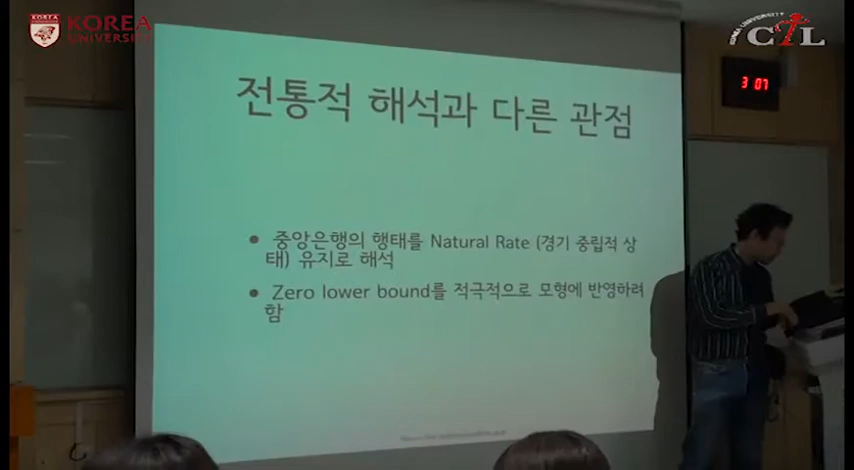 KOREA
UNIVERSITY
KOREA UNIVERSITY
CTL
3 07
전통적 해석과 다른 관점
• 중앙은행의 행태를 Natural Rate (경기 중립적 상
태) 유지로 해석
• Zero lower bound를 적극적으로 모형에 반영하려
함